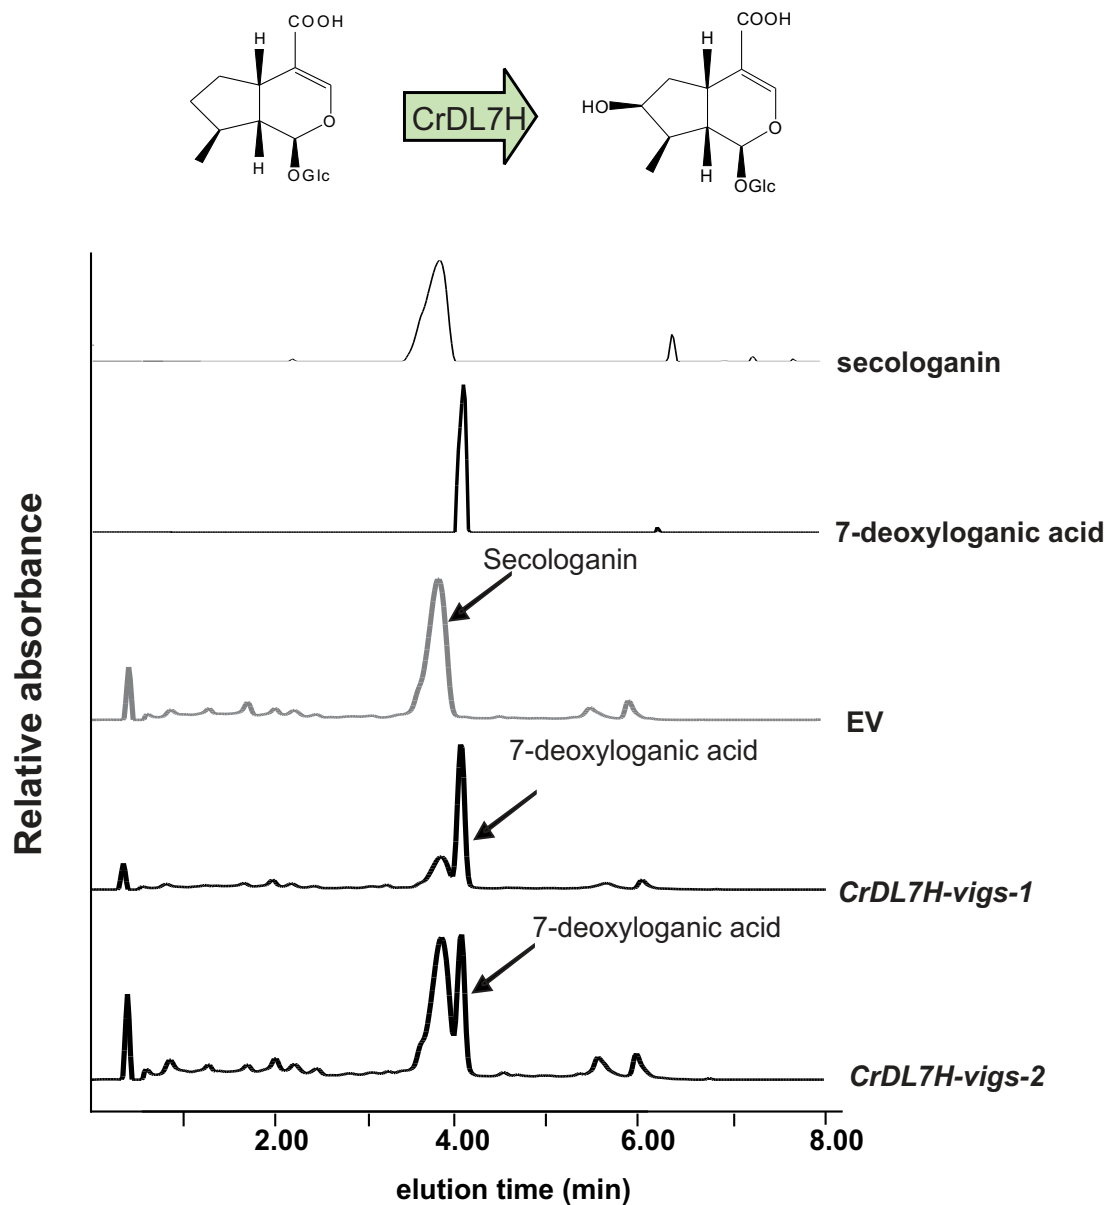 COOH
COOH
H
H
HO
CrDL7H
O
O
H
H
OGlc
OGlc
secologanin
7-deoxyloganic acid
Secologanin
EV
7-deoxyloganic acid
CrDL7H-vigs-1
7-deoxyloganic acid
CrDL7H-vigs-2
Relative absorbance
2.00 4.00 6.00 8.00
elution time (min)